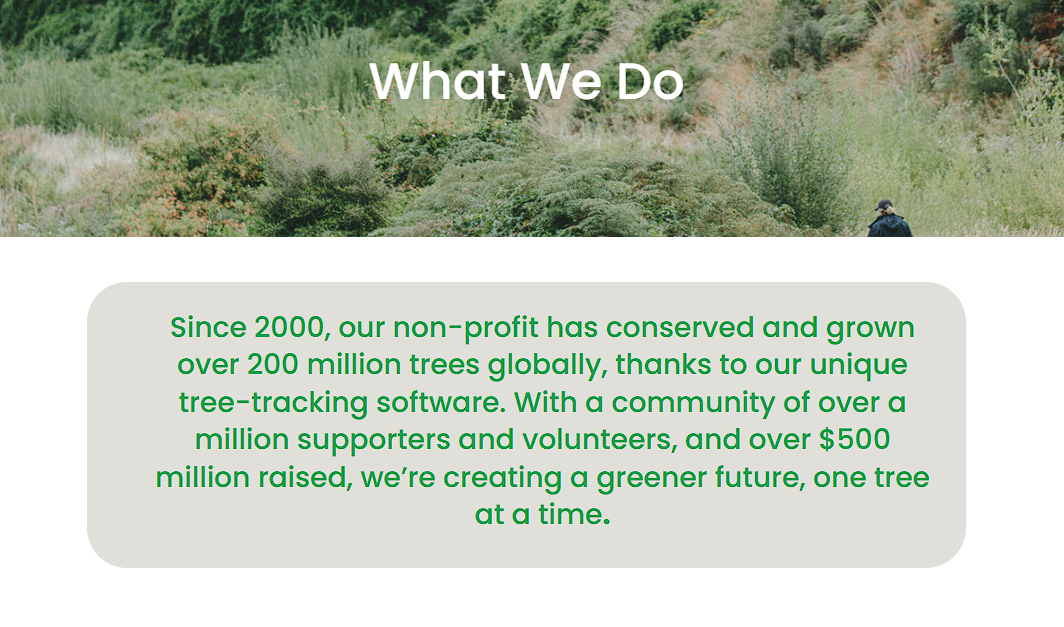 What We Do
Since 2000, our non-profit has conserved and grown
over 200 million trees globally, thanks to our unique
tree-tracking software. With a community of over a
million supporters and volunteers, and over $500
million raised, we’re creating a greener future, one tree
at a time.